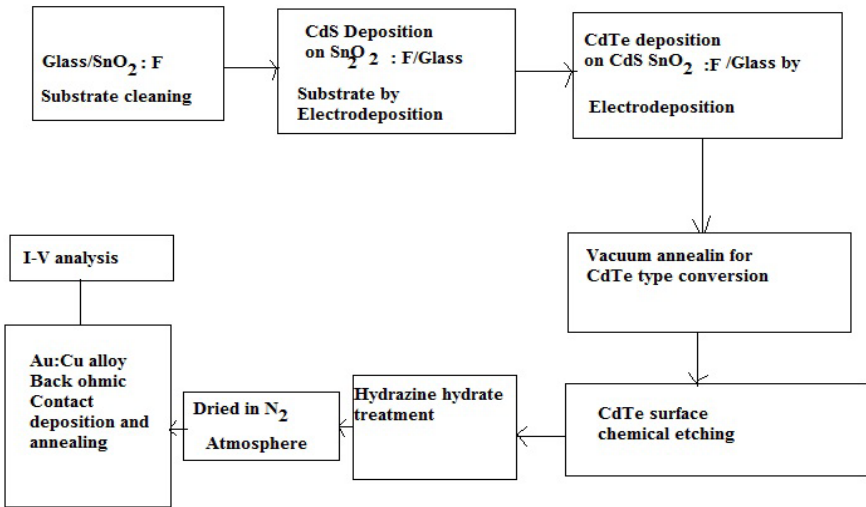 Glass/SnO2 : F
Substrate cleaning
CdS Deposition
on SnO2 2 : F/Glass
Substrate by
Electrodeposition
CdTe deposition
on CdS SnO2 :F /Glass by
Electrodeposition
Vacuum annealin for
CdTe type conversion
CdTe surface
chemical etching
Hydrazine hydrate
treatment
Dried in N2
Atmosphere
Au:Cu alloy
Back ohmic
Contact
deposition and
annealing
I-V analysis